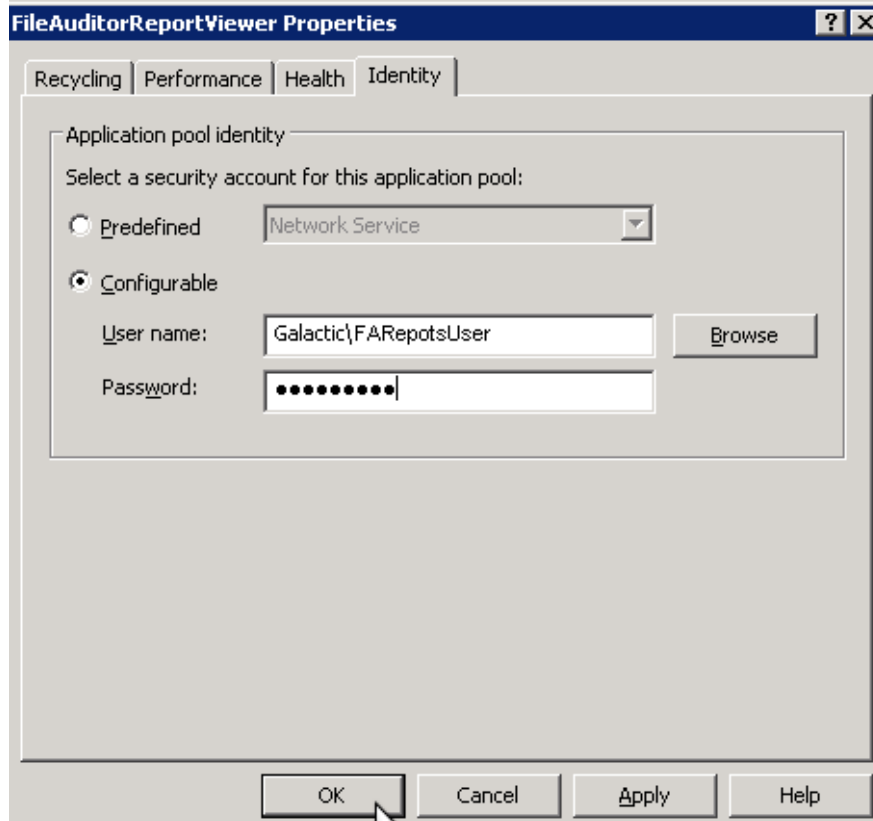 FileAuditorReportViewer Properties
Recycling Performance Health Identity
Application pool identity
Select a security account for this application pool:
Predefined Network Service
Configurable
User name: Galactic\FARepotsUser Browse
Password: ●●●●●●●●●
OK Cancel Apply Help